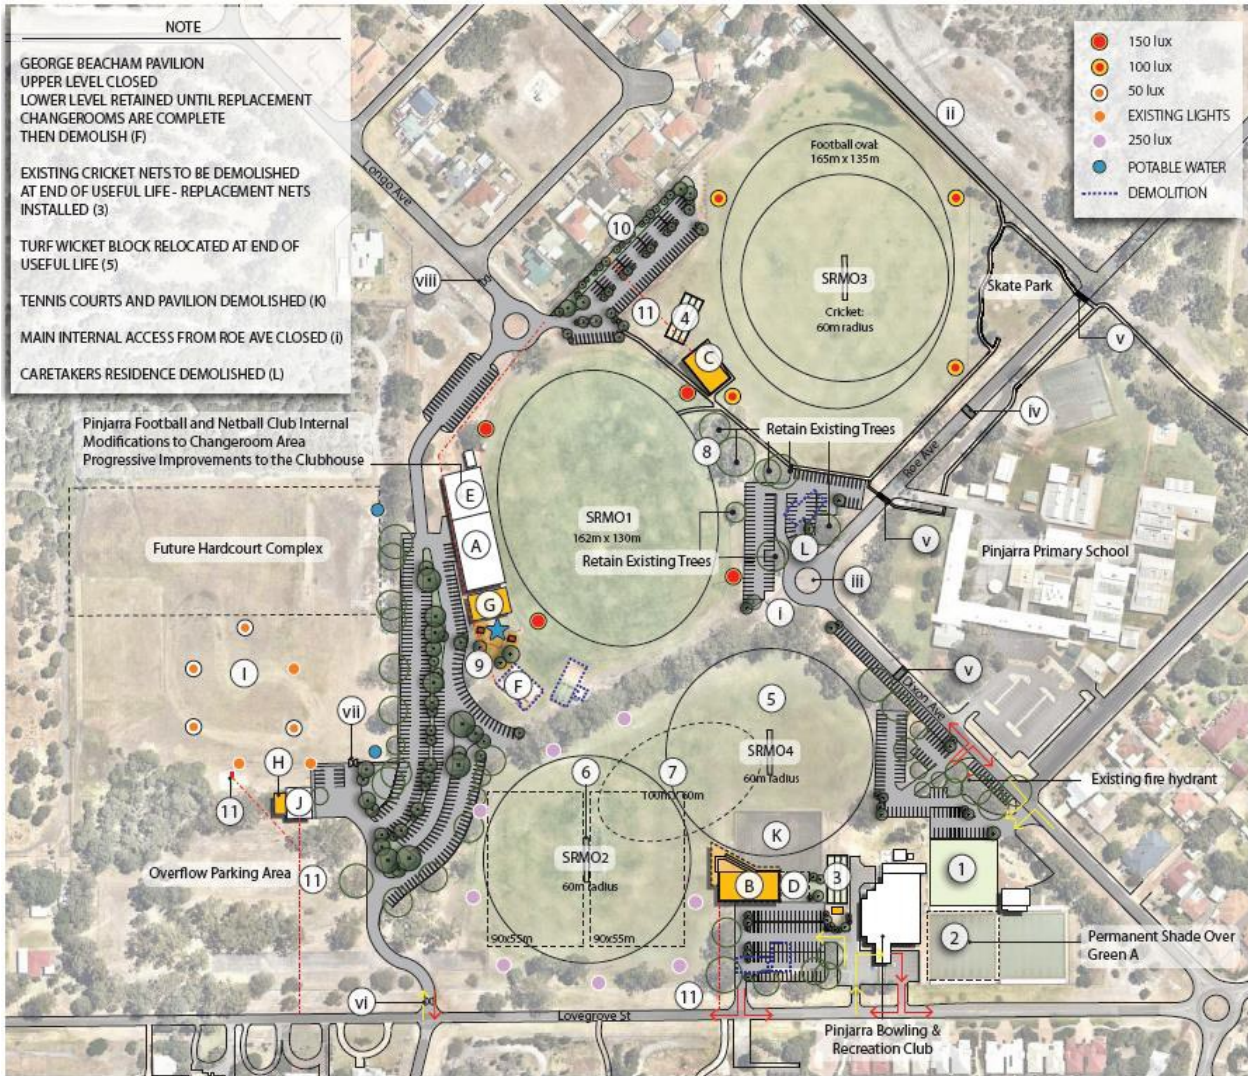 NOTE
GEORGE BEACHAM PAVILION
UPPER LEVEL CLOSED
LOWER LEVEL RETAINED UNTIL REPLACEMENT
CHANGEROOMS ARE COMPLETE
THEN DEMOLISH (F)
EXISTING CRICKET NETS TO BE DEMOLISHED
AT END OF USEFUL LIFE - REPLACEMENT NETS
INSTALLED (3)
TURF WICKET BLOCK RELOCATED AT END OF
USEFUL LIFE (5)
TENNIS COURTS AND PAVILION DEMOLISHED (K)
MAIN INTERNAL ACCESS FROM ROE AVE CLOSED (i)
CARETAKERS RESIDENCE DEMOLISHED (L)
150 lux
100 lux
50 lux
EXISTING LIGHTS
250 lux
POTABLE WATER
DEMOLITION
ii
Football oval:
165m x 135m
Longo Ave
10
viii
SRMO3
Skate Park
11
4
Cricket:
60m radius
v
C
iv
Pinjarra Football and Netball Club Internal
Modifications to Changeroom Area
Progressive Improvements to the Clubhouse
Retain Existing Trees
8
Roe Ave
E
SRMO1
162m x 130m
Future Hardcourt Complex
A
L
v
Pinjarra Primary School
Retain Existing Trees
iii
G
i
9
I
F
v
Dixon Ave
5
vii
SRMO4
60m radius
H
6
7
100m x 60m
Existing fire hydrant
J
11
K
SRMO2
60m radius
Overflow Parking Area
11
B
D
3
1
90x55m
90x55m
2
Permanent Shade Over
Green A
vi
11
Lovegrove St
Pinjarra Bowling &
Recreation Club